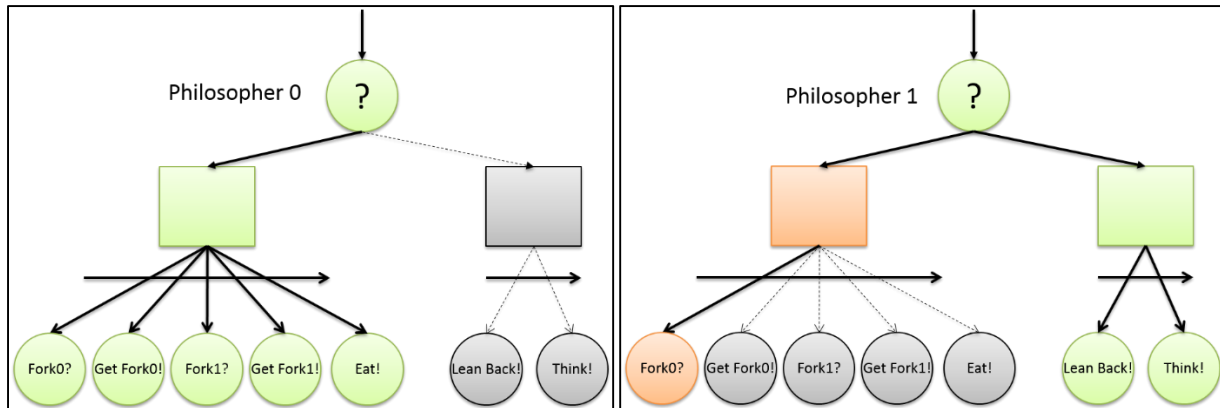 Philosopher 0
?
Fork0?
Get Fork0!
Fork1?
Get Fork1!
Eat!
Lean Back!
Think!
Philosopher 1
?
Fork0?
Get Fork0!
Fork1?
Get Fork1!
Eat!
Lean Back!
Think!